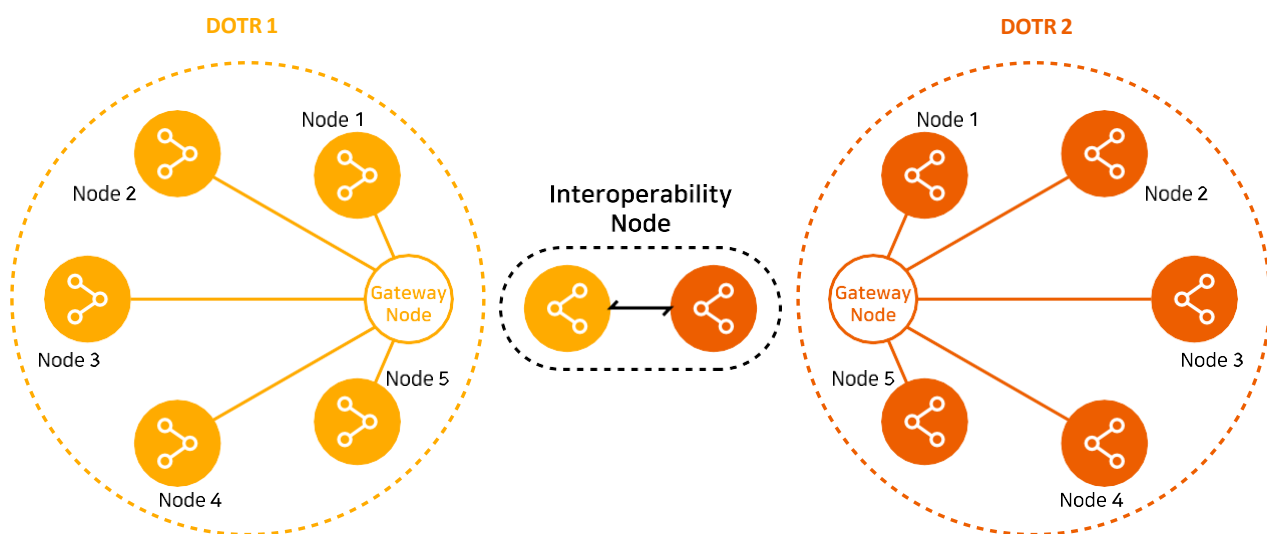 DOTR 1
DOTR 2
Node 1
Node 2
Node 3
Node 4
Node 5
Gateway
Node
Interoperability
Node
Node 1
Node 2
Node 3
Node 4
Node 5
Gateway
Node